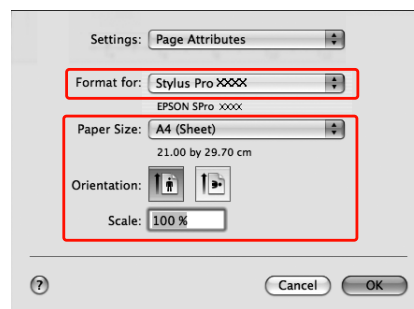 Settings: Page Attributes
Format for: Stylus Pro XXXX
EPSON SPro XXXX
Paper Size: A4 (Sheet)
21.00 by 29.70 cm
Orientation:
Scale: 100 %
? Cancel OK